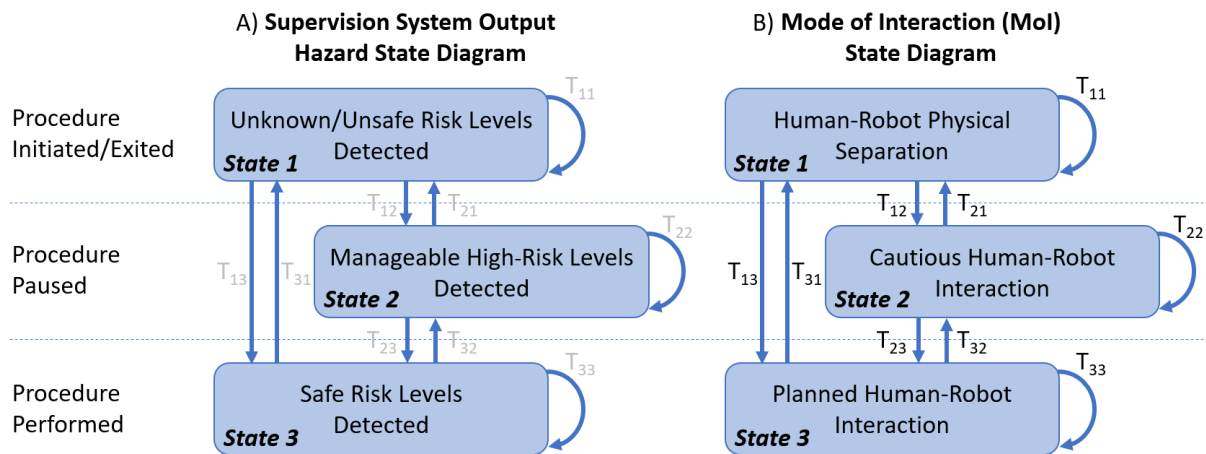 A) Supervision System Output
Hazard State Diagram
B) Mode of Interaction (MoI)
State Diagram
Procedure
Initiated/Exited
Unknown/Unsafe Risk Levels
Detected
State 1
T11
Human-Robot Physical
Separation
State 1
T11
T12
T21
T12
T21
Procedure
Paused
T13
T31
Manageable High-Risk Levels
Detected
State 2
T22
T13
T31
Cautious Human-Robot
Interaction
State 2
T22
T23
T32
T23
T32
Procedure
Performed
Safe Risk Levels
Detected
State 3
T33
Planned Human-Robot
Interaction
State 3
T33